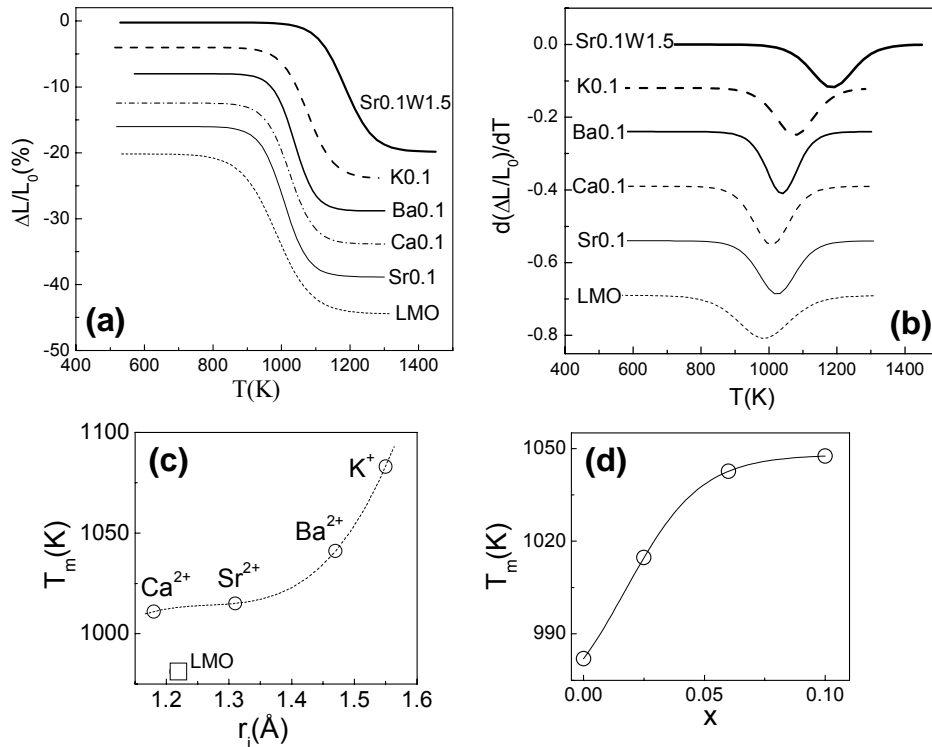 0
-10
-20
-30
-40
-50
400 600 800 1000 1200 1400
ΔL/L₀(%)
T(K)
Sr0.1W1.5
K0.1
Ba0.1
Ca0.1
Sr0.1
LMO
(a)
0.0
-0.2
-0.4
-0.6
-0.8
400 600 800 1000 1200 1400
d(ΔL/L₀)/dT
T(K)
Sr0.1W1.5
K0.1
Ba0.1
Ca0.1
Sr0.1
LMO
(b)
1100
1050
1000
1.2 1.3 1.4 1.5 1.6
Tₘ(K)
rᵢ(Å)
(c)
K⁺
Ba²⁺
Sr²⁺
Ca²⁺
LMO
1050
1020
990
0.00 0.05 0.10
Tₘ(K)
x
(d)